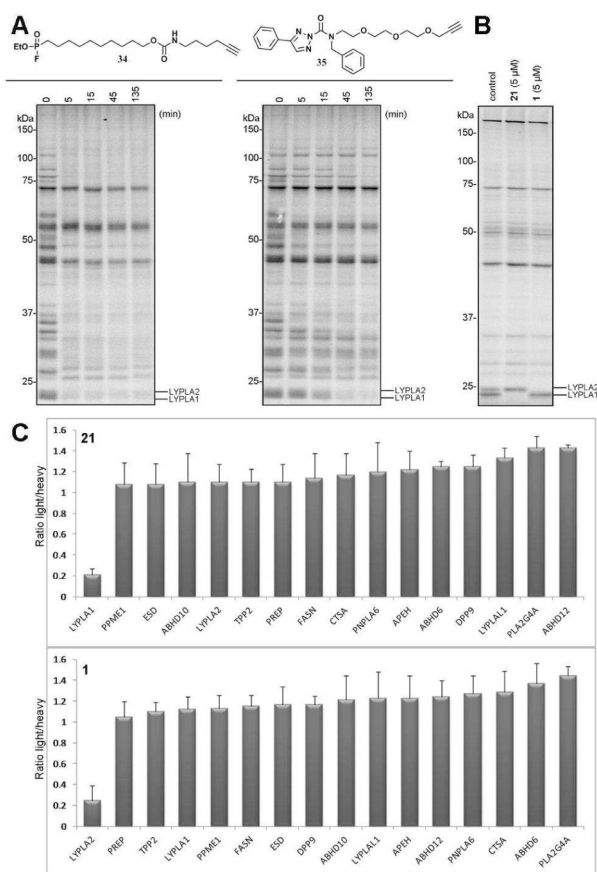 A
B
EtO
O
P
F
34
O
O
H
N
N
N
N
O
N
O
O
O
35
0 5 15 45 135 (min)
kDa
150-
100-
75-
50-
37-
25-
LYPLA2
LYPLA1
0 5 15 45 135 (min)
kDa
150-
100-
75-
50-
37-
25-
LYPLA2
LYPLA1
control
21 (5 µM)
1 (5 µM)
kDa
150-
100-
75-
50-
37-
25-
LYPLA2
LYPLA1
C
21
Ratio light/heavy
1.6
1.4
1.2
1
0.8
0.6
0.4
0.2
0
LYPLA1 PPME1 ESD ABHD10 LYPLA2 TPP2 PREP FASN CTSA PNPLA6 APEH ABHD6 DPP9 LYPLAL1 PLA2G4A ABHD12
1
Ratio light/heavy
1.6
1.4
1.2
1
0.8
0.6
0.4
0.2
0
LYPLA2 PREP TPP2 LYPLA1 PPME1 FASN ESD DPP9 ABHD10 LYPLAL1 APEH ABHD12 PNPLA6 CTSA ABHD6 PLA2G4A